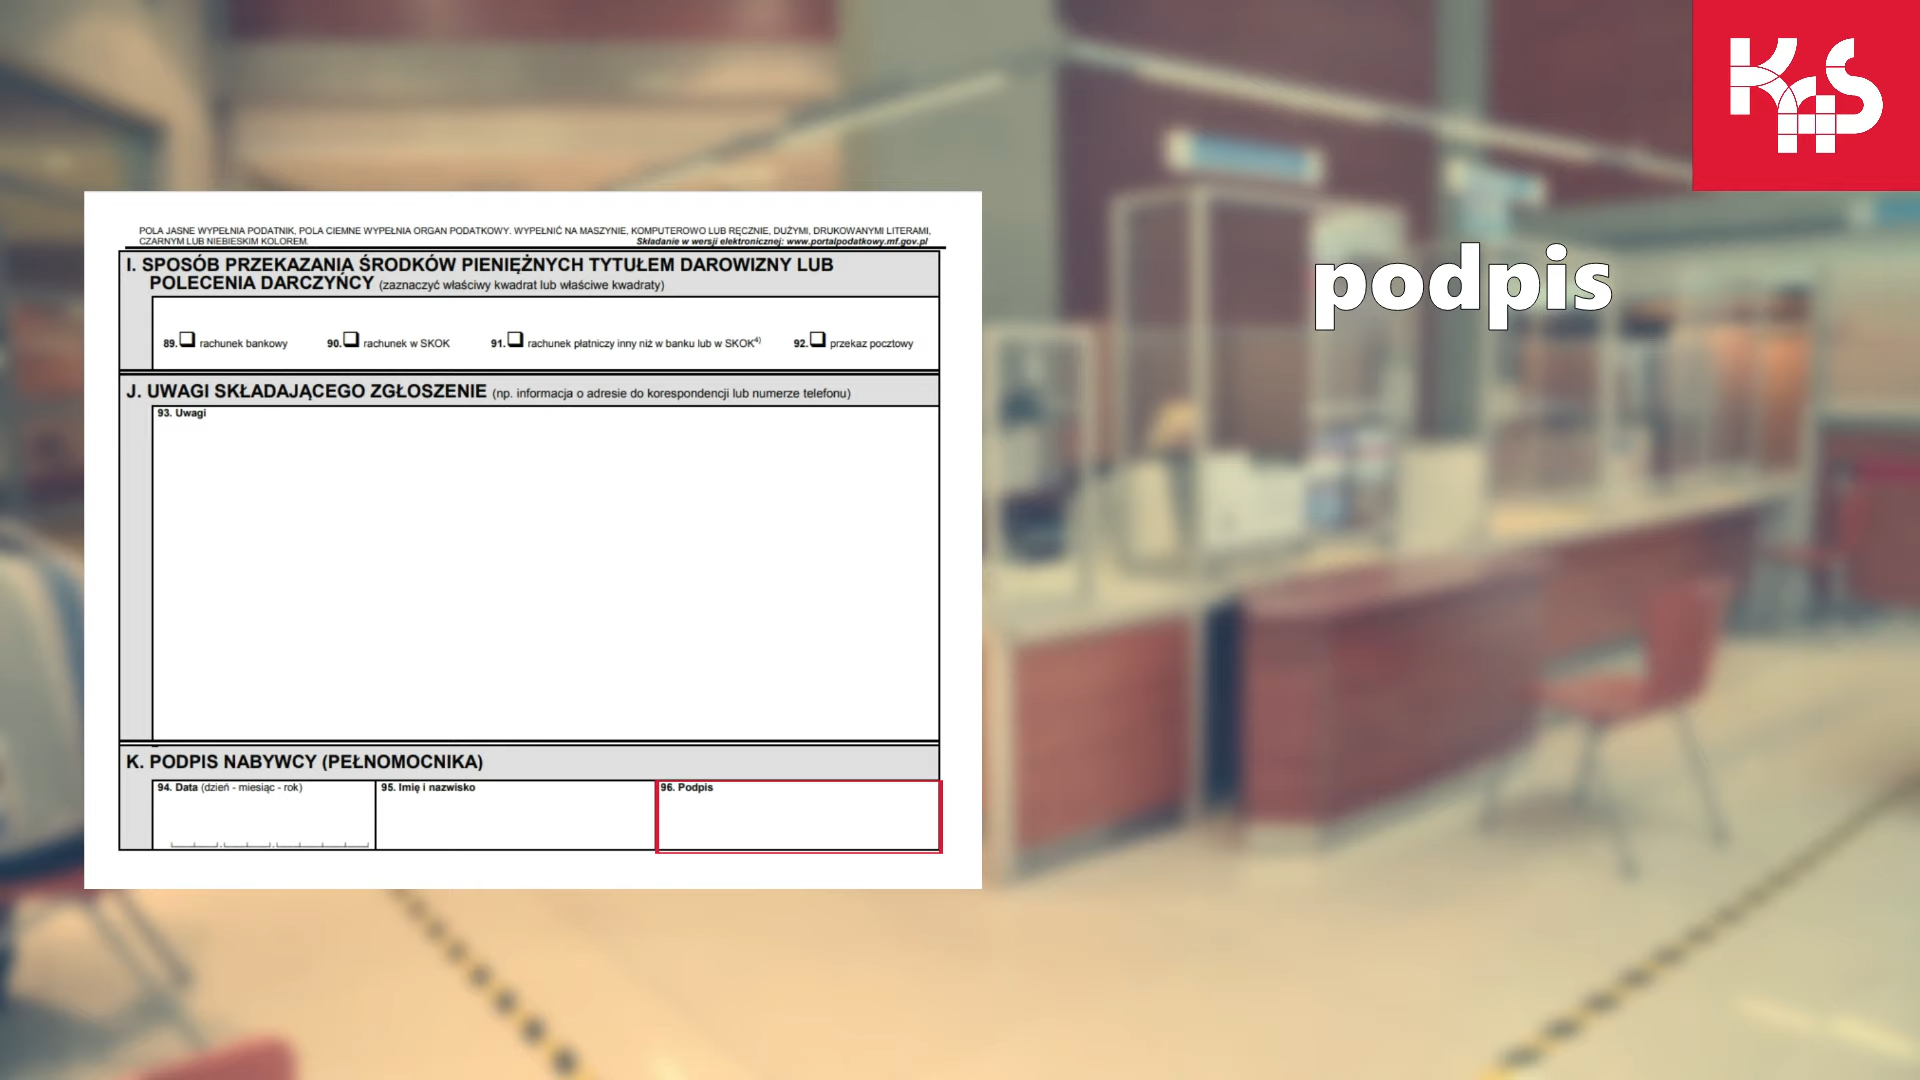 POLA JASNE WYPEŁNIA PODATNIK, POLA CIEMNE WYPEŁNIA ORGAN PODATKOWY. WYPEŁNIĆ NA MASZYNIE, KOMPUTEROWO LUB RĘCZNIE, DUŻYMI, DRUKOWANYMI LITERAMI,
CZARNYM LUB NIEBIESKIM KOLOREM.
Składanie w wersji elektronicznej: www.portalpodatkowy.mf.gov.pl
I. SPOSÓB PRZEKAZANIA ŚRODKÓW PIENIĘŻNYCH TYTUŁEM DAROWIZNY LUB
POLECENIA DARCZYŃCY (zaznaczyć właściwy kwadrat lub właściwe kwadraty)
89. rachunek bankowy 90. rachunek w SKOK 91. rachunek płatniczy inny niż w banku lub w SKOK4) 92. przekaz pocztowy
J. UWAGI SKŁADAJĄCEGO ZGŁOSZENIE (np. informacja o adresie do korespondencji lub numerze telefonu)
93. Uwagi
K. PODPIS NABYWCY (PEŁNOMOCNIKA)
94. Data (dzień - miesiąc - rok) 95. Imię i nazwisko 96. Podpis
podpis
KAS